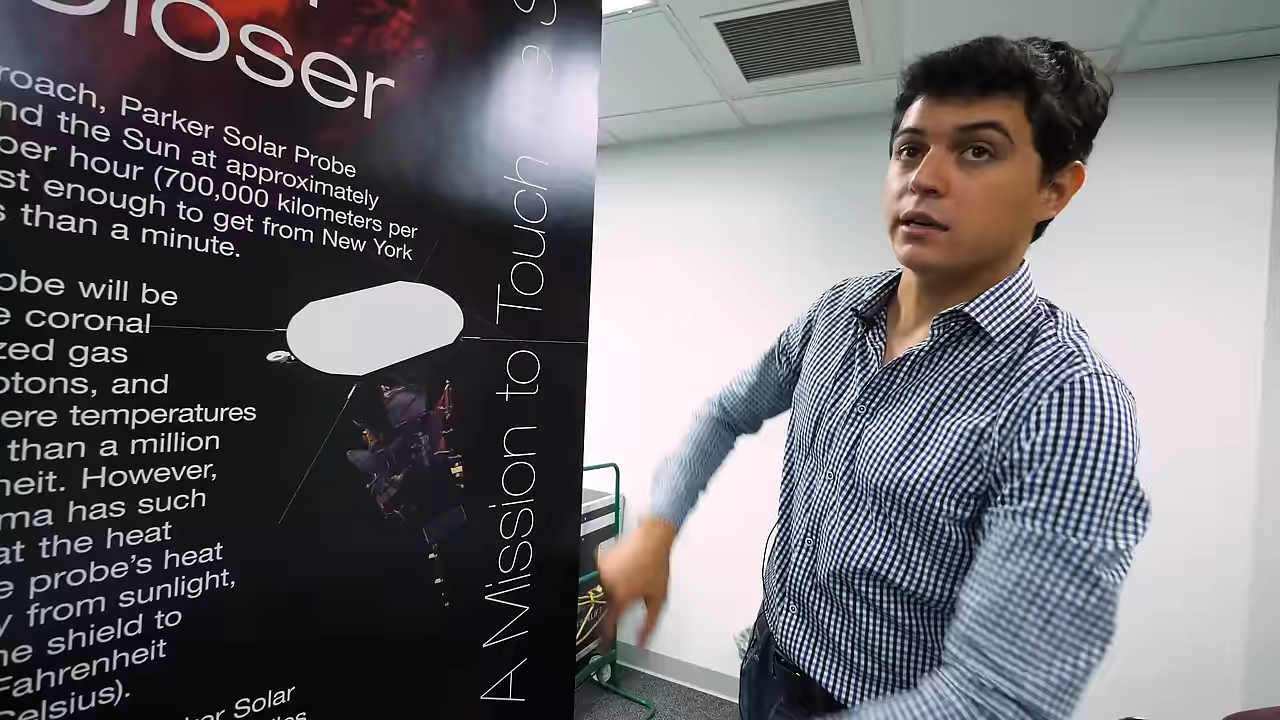 Closer
roach, Parker Solar Probe
nd the Sun at approximately
per hour (700,000 kilometers per
st enough to get from New York
s than a minute.
obe will be
e coronal
zed gas
otons, and
ere temperatures
than a million
heit. However,
ma has such
at the heat
e probe's heat
y from sunlight,
he shield to
Fahrenheit
Celsius).
ker Solar
A Mission to Touch